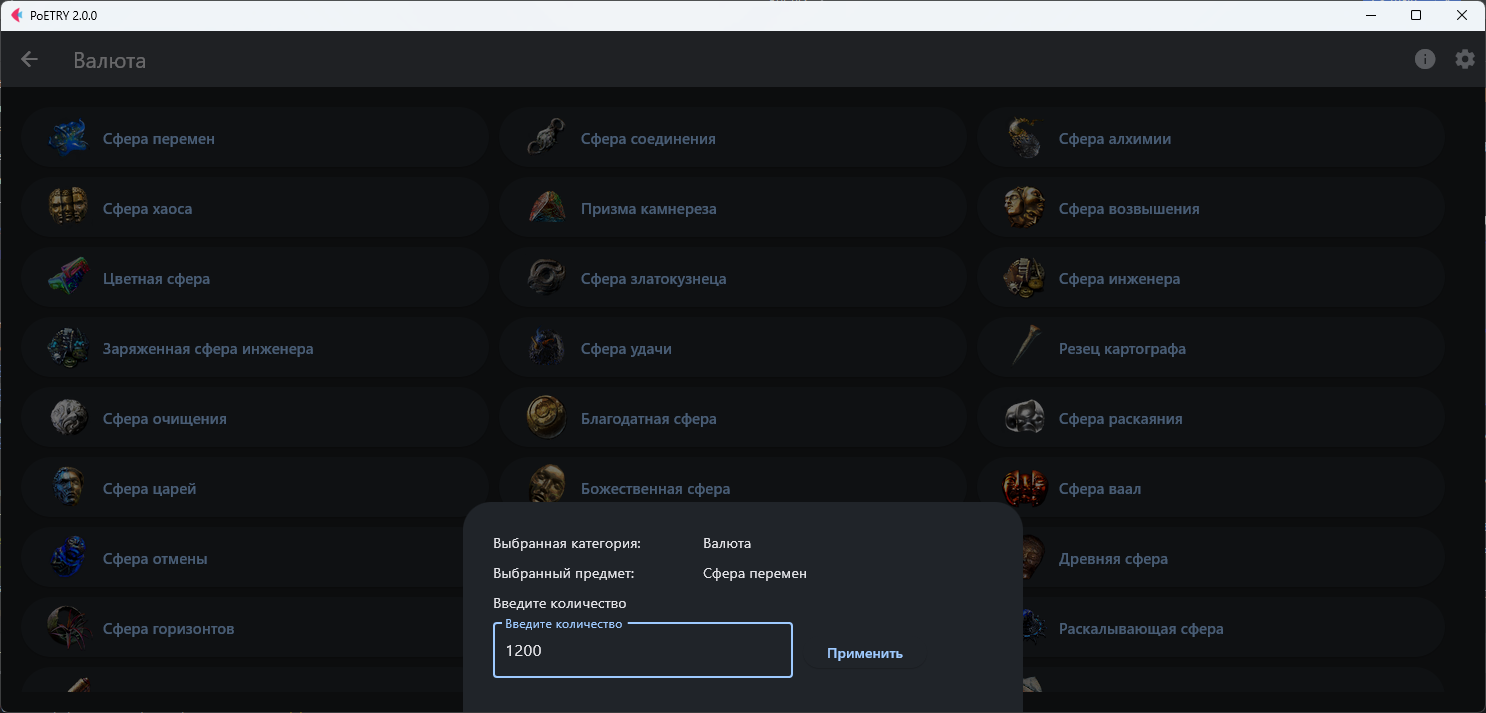 PoETRY 2.0.0
Валюта
Сфера перемен
Сфера соединения
Сфера алхимии
Сфера хаоса
Призма камнереза
Сфера возвышения
Цветная сфера
Сфера златокузнеца
Сфера инженера
Заряженная сфера инженера
Сфера удачи
Резец картографа
Сфера очищения
Благодатная сфера
Сфера раскаяния
Сфера царей
Божественная сфера
Сфера ваал
Сфера отмены
Древняя сфера
Сфера горизонтов
Раскалывающая сфера
Выбранная категория: Валюта
Выбранный предмет: Сфера перемен
Введите количество
Введите количество
1200
Применить